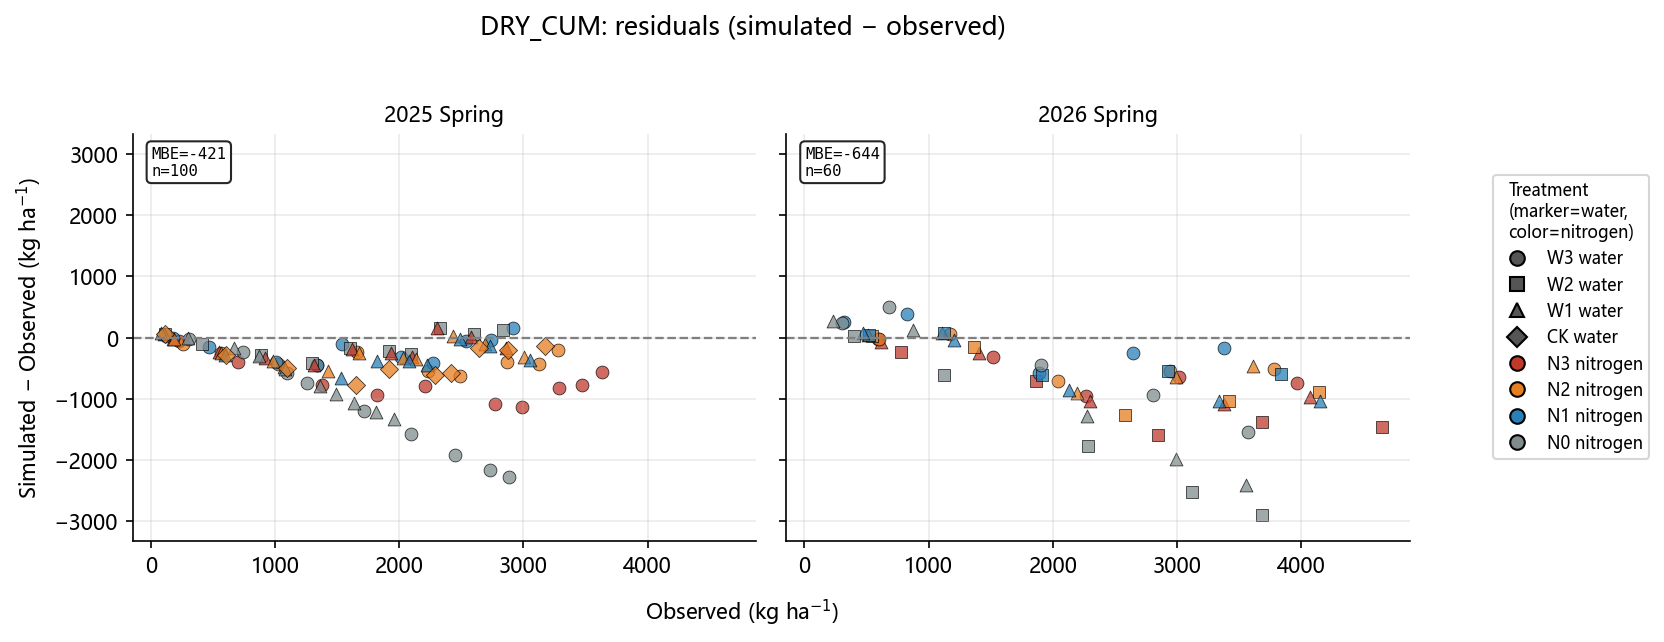 DRY_CUM: residuals (simulated − observed)
2025 Spring
2026 Spring
MBE=-421
n=100
MBE=-644
n=60
Simulated − Observed (kg ha⁻¹)
3000
2000
1000
0
−1000
−2000
−3000
0 1000 2000 3000 4000
0 1000 2000 3000 4000
Observed (kg ha⁻¹)
Treatment
(marker=water,
color=nitrogen)
W3 water
W2 water
W1 water
CK water
N3 nitrogen
N2 nitrogen
N1 nitrogen
N0 nitrogen